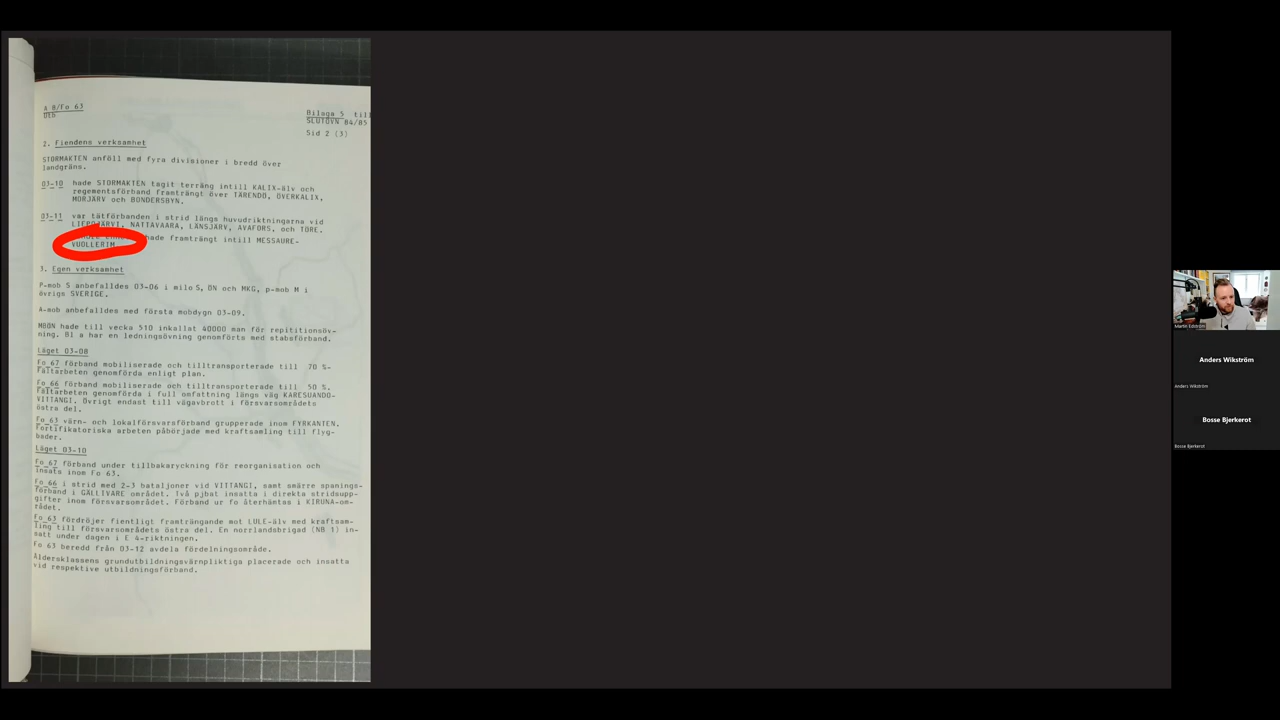 A 8/Fo 63
Utb
Bilaga 5 till
SLUTÖVN 84/85
Sid 2 (3)
2. Fiendens verksamhet
STORMAKTEN anföll med fyra divisioner i bredd över
landgräns.
03-10 hade STORMAKTEN tagit terräng intill KALIX-älv och
regementsförband framträngt över TÄRENDÖ, ÖVERKALIX,
MORJÄRV och BONDERSBYN.
03-11 var tätförbanden i strid längs huvudriktningarna vid
LIEPOJÄRVI, NATTAVAARA, LANSJÄRV, AVAFORS, och TÖRE.
hade framträngt intill MESSAURE-
VUOLLERIM.
3. Egen verksamhet
P-mob S anbefalldes 03-06 i milo S, ÖN och MKG, p-mob M i
övrigs SVERIGE.
A-mob anbefalldes med första mobdygn 03-09.
MBÖN hade till vecka 510 inkallat 40000 man för repititionsöv-
ning. Bl a har en ledningsövning genomförts med stabsförband.
Läget 03-08
Fo 67 förband mobiliserade och tilltransporterade till 70 %-
Fältarbeten genomförda enligt plan.
Fo 66 förband mobiliserade och tilltransporterade till 50 %.
Fältarbeten genomförda i full omfattning längs väg KARESUANDO-
VITTANGI. Övrigt endast till vägavbrott i försvarsområdets
östra del.
Fo 63 värn- och lokalförsvarsförband grupperade inom FYRKANTEN.
Fortifikatoriska arbeten påbörjade med kraftsamling till flyg-
baser.
Läget 03-10
Fo 67 förband under tillbakaryckning för reorganisation och
insats inom Fo 63.
Fo 66 i strid med 2-3 bataljoner vid VITTANGI, samt smärre spanings-
förband i GÄLLIVARE området. Två pjbat insatta i direkta stridsupp-
gifter inom försvarsområdet. Förband ur fo återhämtas i KIRUNA-om-
rådet.
Fo 63 fördröjer fientligt framträngande mot LULE-älv med kraftsam-
ling till försvarsområdets östra del. En norrlandsbrigad (NB 1) in-
satt under dagen i E 4-riktningen.
Fo 63 beredd från 03-12 avdela fördelningsområde.
Åldersklassens grundutbildningsvärnpliktiga placerade och insatta
vid respektive utbildningsförband.
Martin Edström
Anders Wikström
Anders Wikström
Bosse Bjerkerot
Bosse Bjerkerot